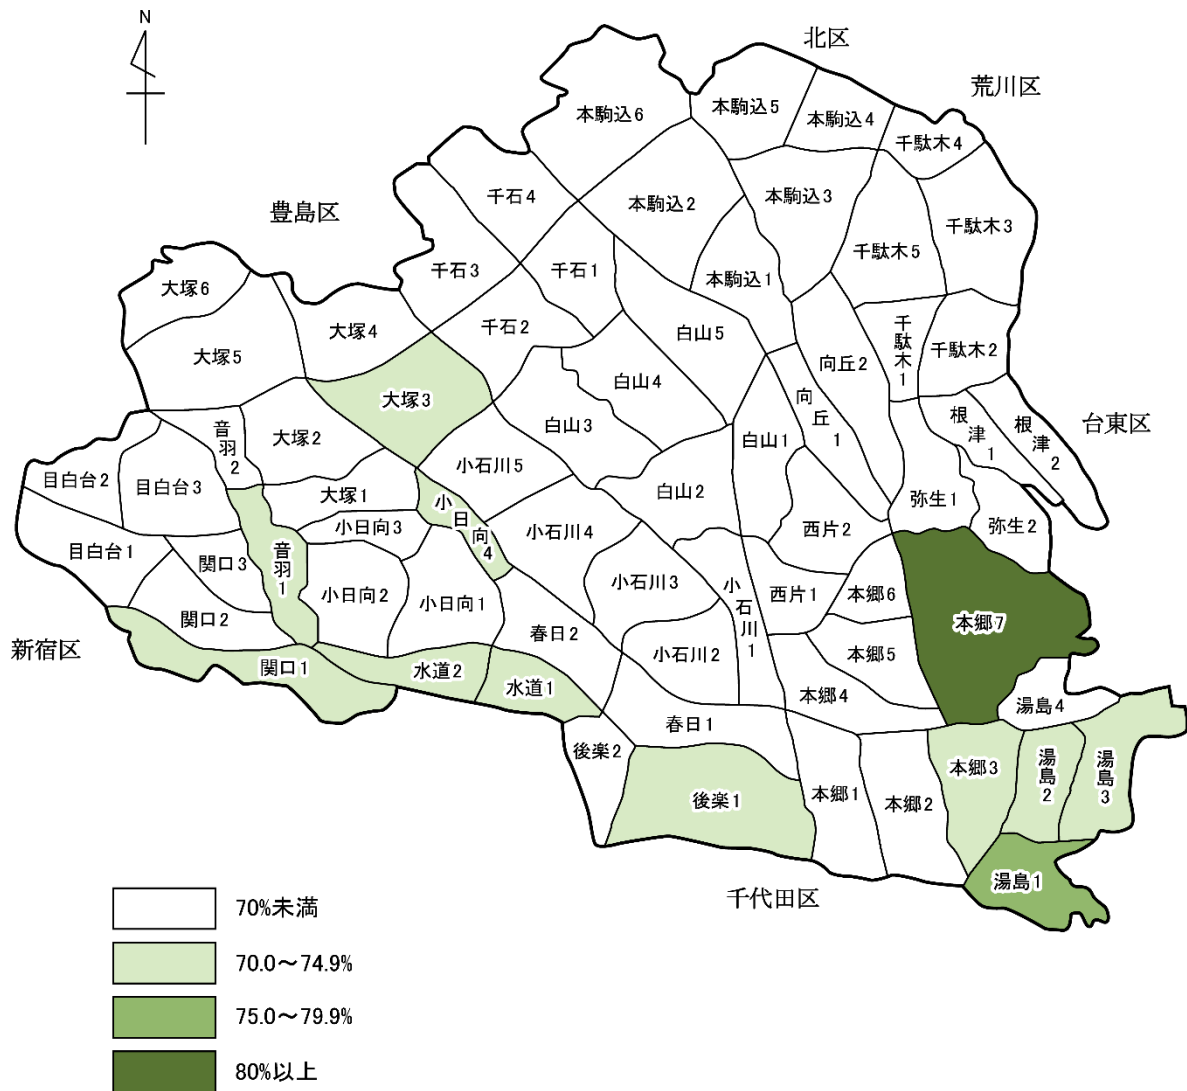 N
北区
荒川区
本駒込6
本駒込5
本駒込4
千駄木4
千石4
豊島区
本駒込2
本駒込3
千駄木3
千駄木5
千石3
千石1
本駒込1
大塚6
大塚4
千石2
白山5
千駄木1
千駄木2
大塚5
向丘2
白山4
大塚3
向丘1
台東区
音羽2
大塚2
白山3
白山1
根津1
根津2
目白台2
目白台3
小石川5
白山2
大塚1
小日向4
弥生1
弥生2
小日向3
小石川4
西片2
目白台1
関口3
音羽1
小石川3
小石川1
小日向2
小日向1
西片1
本郷6
関口2
春日2
本郷7
新宿区
関口1
水道2
水道1
小石川2
本郷5
本郷4
湯島4
春日1
後楽2
後楽1
本郷1
本郷2
本郷3
湯島2
湯島3
湯島1
千代田区
70%未満
70.0～74.9%
75.0～79.9%
80%以上